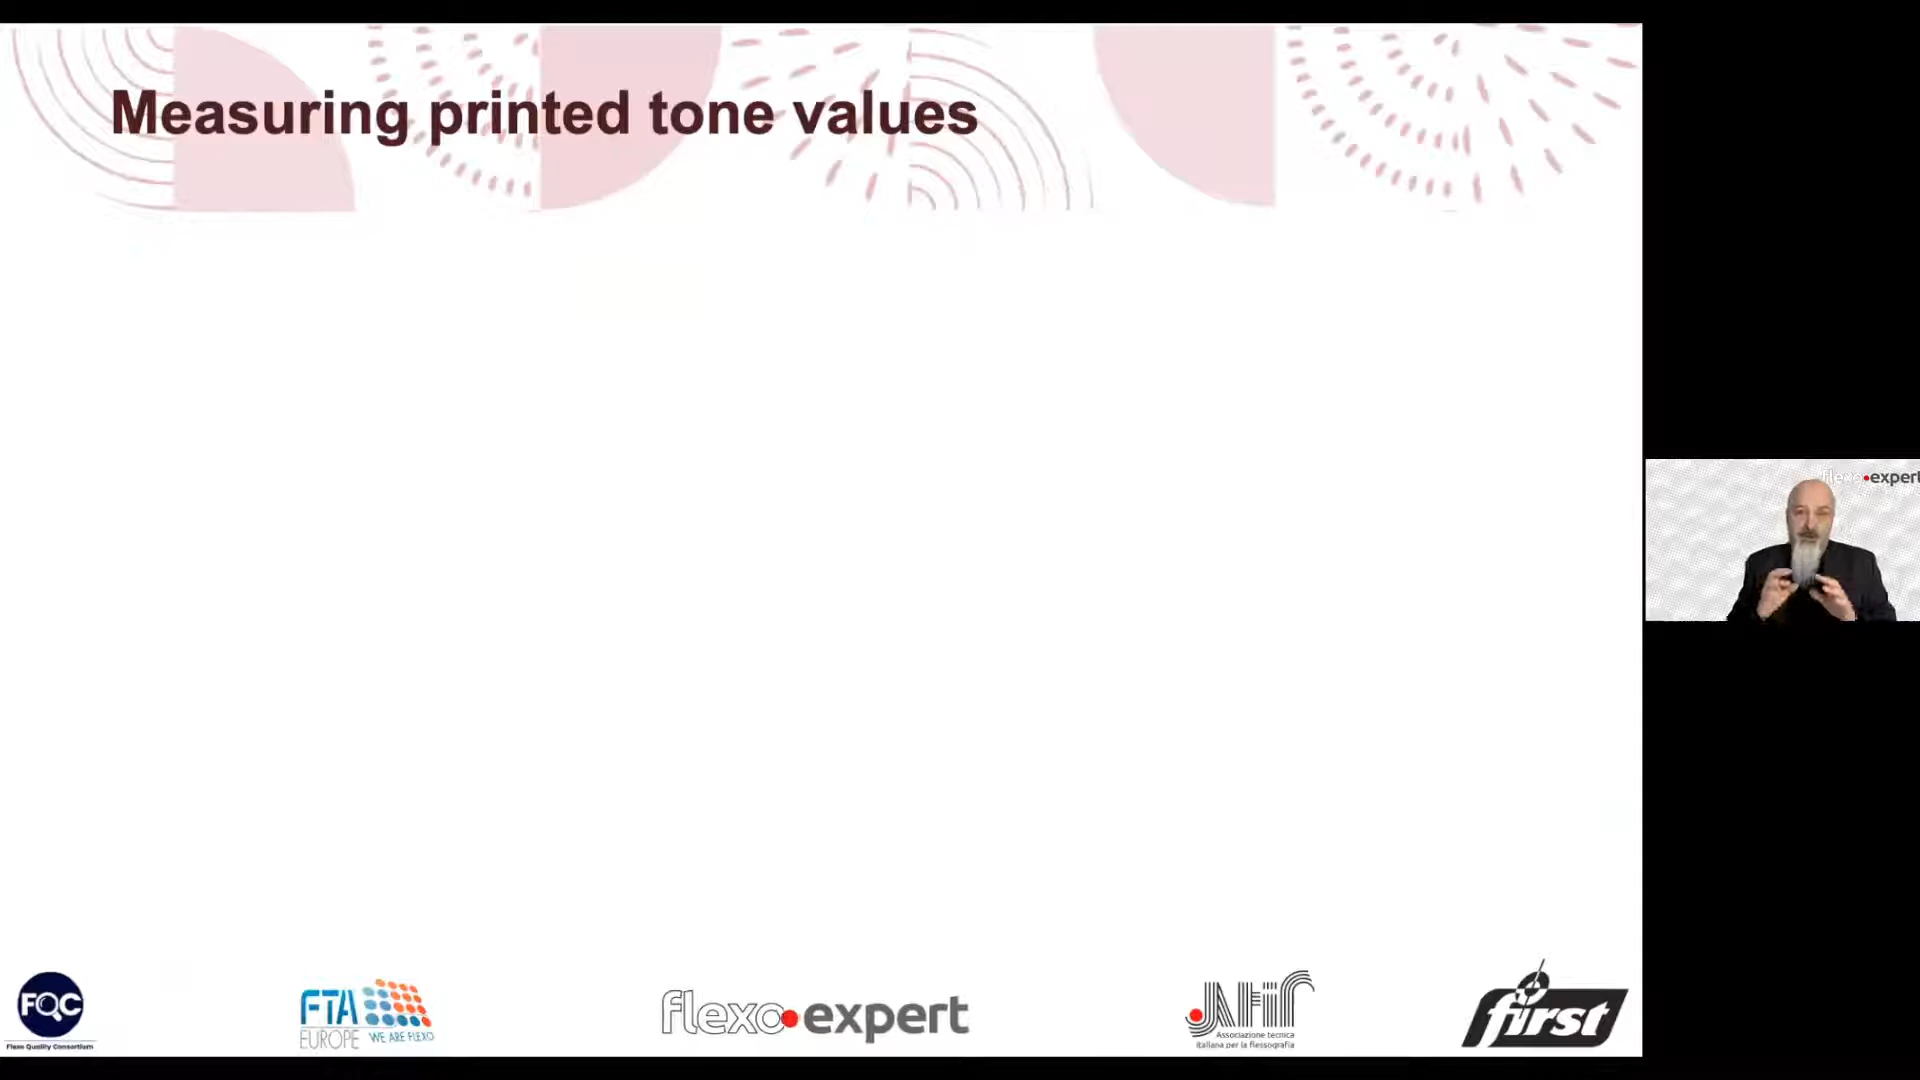 Measuring printed tone values
flexo•expert
FQC
Flexo Quality Consortium
FTA
EUROPE WE ARE FLEXO
flexo•expert
Atif
Associazione tecnica
italiana per la flessografia
first